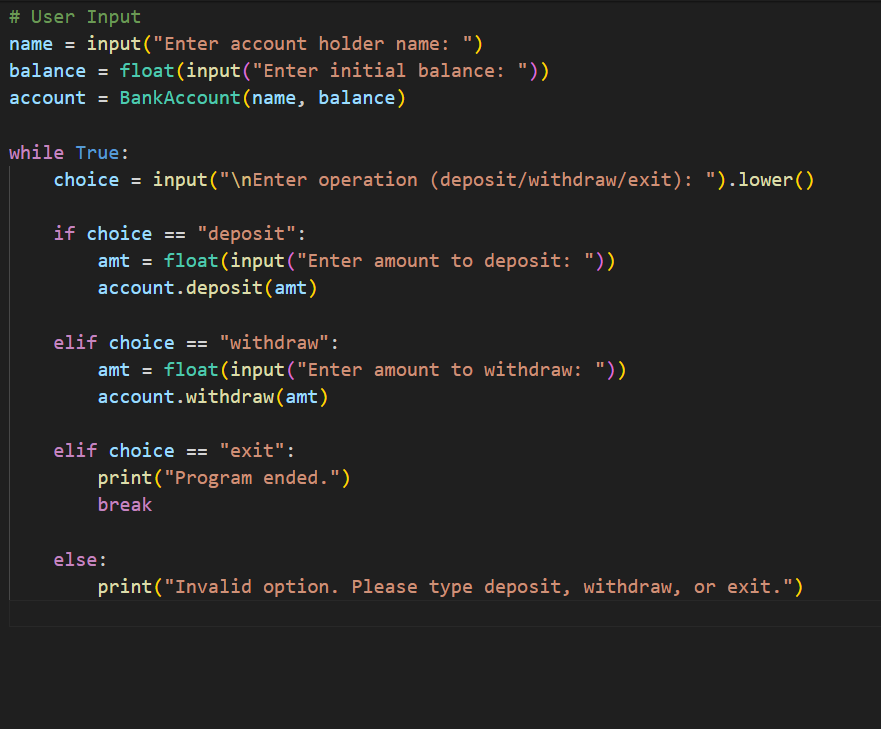 # User Input
name = input("Enter account holder name: ")
balance = float(input("Enter initial balance: "))
account = BankAccount(name, balance)
while True:
    choice = input("\nEnter operation (deposit/withdraw/exit): ").lower()
    if choice == "deposit":
        amt = float(input("Enter amount to deposit: "))
        account.deposit(amt)
    elif choice == "withdraw":
        amt = float(input("Enter amount to withdraw: "))
        account.withdraw(amt)
    elif choice == "exit":
        print("Program ended.")
        break
    else:
        print("Invalid option. Please type deposit, withdraw, or exit.")